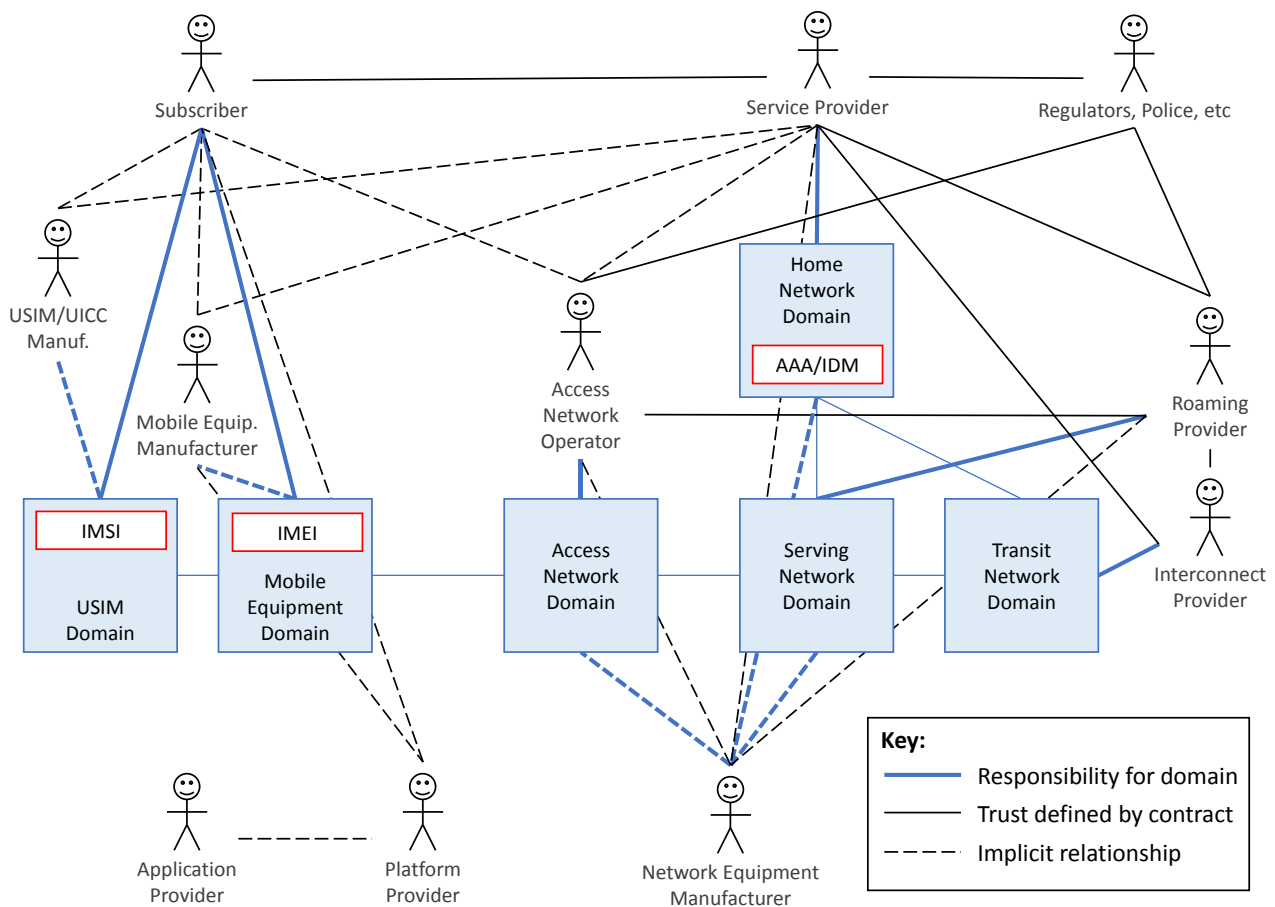 Subscriber
Service Provider
Regulators, Police, etc
USIM/UICC
Manuf.
Mobile Equip.
Manufacturer
Access
Network
Operator
Home
Network
Domain
AAA/IDM
Roaming
Provider
IMSI
USIM
Domain
IMEI
Mobile
Equipment
Domain
Access
Network
Domain
Serving
Network
Domain
Transit
Network
Domain
Interconnect
Provider
Application
Provider
Platform
Provider
Network Equipment
Manufacturer
Key:
Responsibility for domain
Trust defined by contract
Implicit relationship